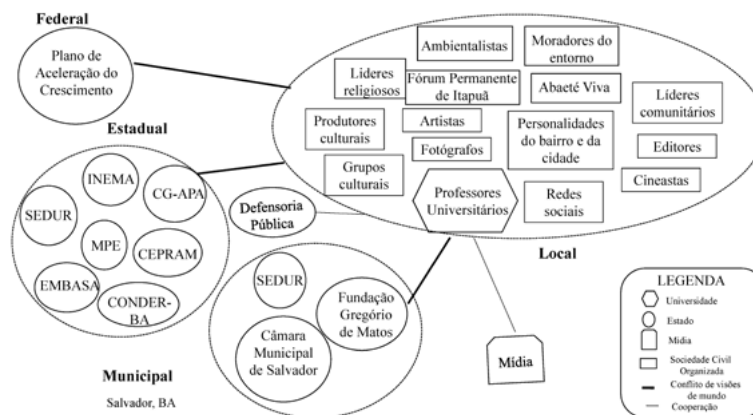 Federal
Plano de
Aceleração do
Crescimento
Estadual
INEMA
SEDUR
CG-APA
MPE
CEPRAM
EMBASA
CONDER-
BA
Ambientalistas
Moradores do
entorno
Lideres
religiosos
Fórum Permanente
de Itapuã
Abaeté Viva
Líderes
comunitários
Produtores
culturais
Artistas
Personalidades
do bairro e da
cidade
Fotógrafos
Editores
Grupos
culturais
Cineastas
Professores
Universitários
Redes
sociais
Local
Defensoria
Pública
SEDUR
Fundação
Gregório
de Matos
Câmara
Municipal
de Salvador
Municipal
Salvador, BA
Mídia
LEGENDA
Universidade
Estado
Mídia
Sociedade Civil
Organizada
Conflito de visões
de mundo
Cooperação